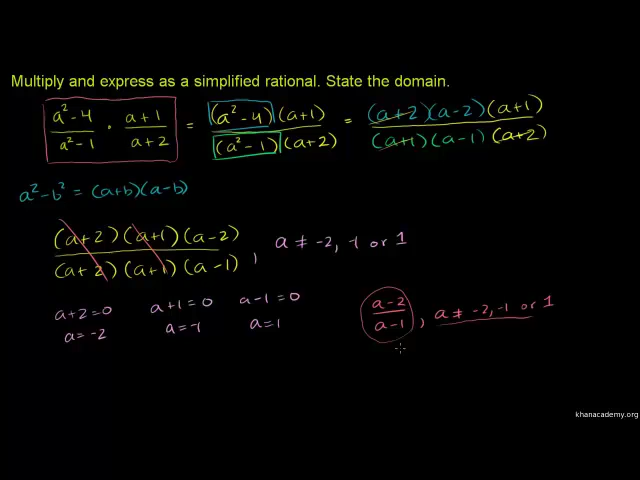 Multiply and express as a simplified rational. State the domain.
(a² - 4)/(a² - 1) · (a + 1)/(a + 2) = (a² - 4)(a+1)/(a² - 1)(a+2) = (a+2)(a-2)(a+1)/(a+1)(a-1)(a+2)
a² - b² = (a+b)(a-b)
(a+2)(a+1)(a-2)/(a+2)(a+1)(a-1) , a ≠ -2, -1 or 1
a+2=0 a+1=0 a-1=0
a=-2 a=-1 a=1
(a-2)/(a-1) , a ≠ -2, -1 or 1
khanacademy.org